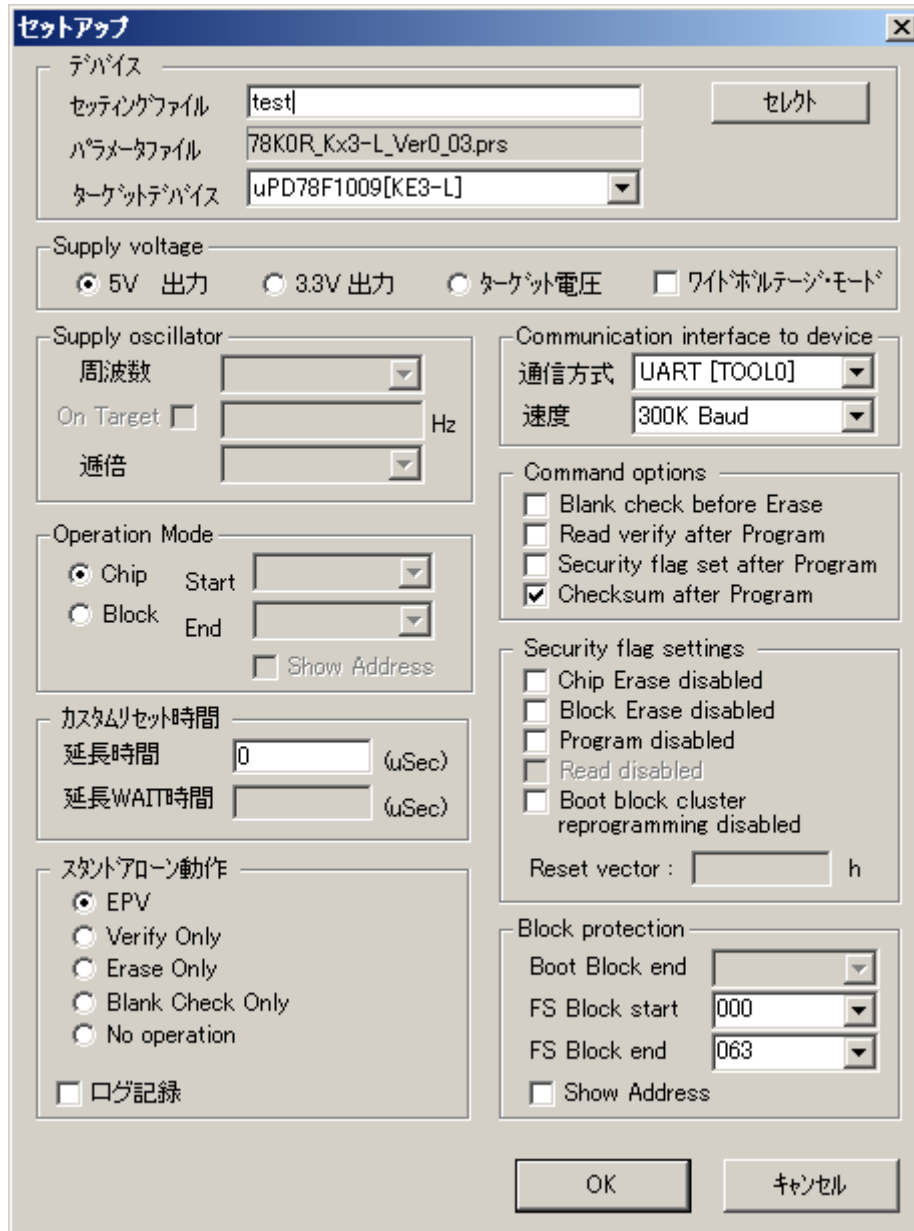 セットアップ
デバイス
セッティングファイル test セレクト
パラメータファイル 78K0R_Kx3-L_Ver0_03.prs
ターゲットデバイス uPD78F1009[KE3-L]
Supply voltage
5V 出力 3.3V 出力 ターゲット電圧 ワイドボルテージ・モード
Supply oscillator
周波数
On Target Hz
逓倍
Communication interface to device
通信方式 UART [TOOL0]
速度 300K Baud
Command options
Blank check before Erase
Read verify after Program
Security flag set after Program
Checksum after Program
Operation Mode
Chip Start
Block End
Show Address
Security flag settings
Chip Erase disabled
Block Erase disabled
Program disabled
Read disabled
Boot block cluster
reprogramming disabled
Reset vector : h
カスタムリセット時間
延長時間 0 (uSec)
延長WAIT時間 (uSec)
スタンドアローン動作
EPV
Verify Only
Erase Only
Blank Check Only
No operation
ログ記録
Block protection
Boot Block end
FS Block start 000
FS Block end 063
Show Address
OK キャンセル